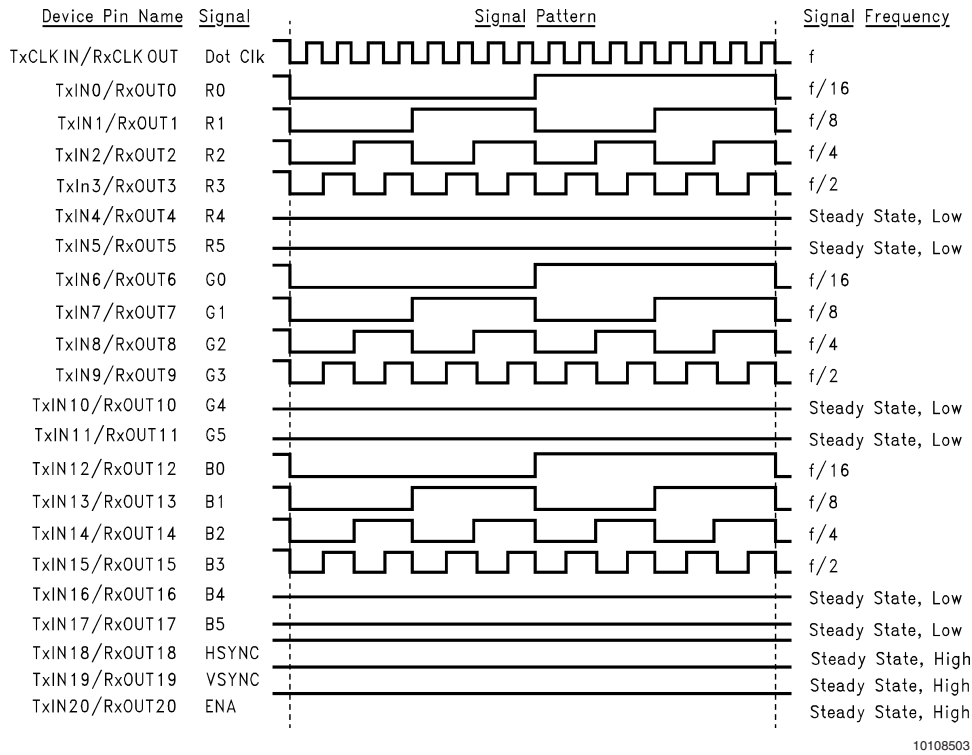 Device Pin Name Signal Signal Pattern Signal Frequency
TxCLK IN/RxCLK OUT Dot Clk f
TxIN0/RxOUT0 R0 f/16
TxIN1/RxOUT1 R1 f/8
TxIN2/RxOUT2 R2 f/4
TxIn3/RxOUT3 R3 f/2
TxIN4/RxOUT4 R4 Steady State, Low
TxIN5/RxOUT5 R5 Steady State, Low
TxIN6/RxOUT6 G0 f/16
TxIN7/RxOUT7 G1 f/8
TxIN8/RxOUT8 G2 f/4
TxIN9/RxOUT9 G3 f/2
TxIN10/RxOUT10 G4 Steady State, Low
TxIN11/RxOUT11 G5 Steady State, Low
TxIN12/RxOUT12 B0 f/16
TxIN13/RxOUT13 B1 f/8
TxIN14/RxOUT14 B2 f/4
TxIN15/RxOUT15 B3 f/2
TxIN16/RxOUT16 B4 Steady State, Low
TxIN17/RxOUT17 B5 Steady State, Low
TxIN18/RxOUT18 HSYNC Steady State, High
TxIN19/RxOUT19 VSYNC Steady State, High
TxIN20/RxOUT20 ENA Steady State, High
10108503